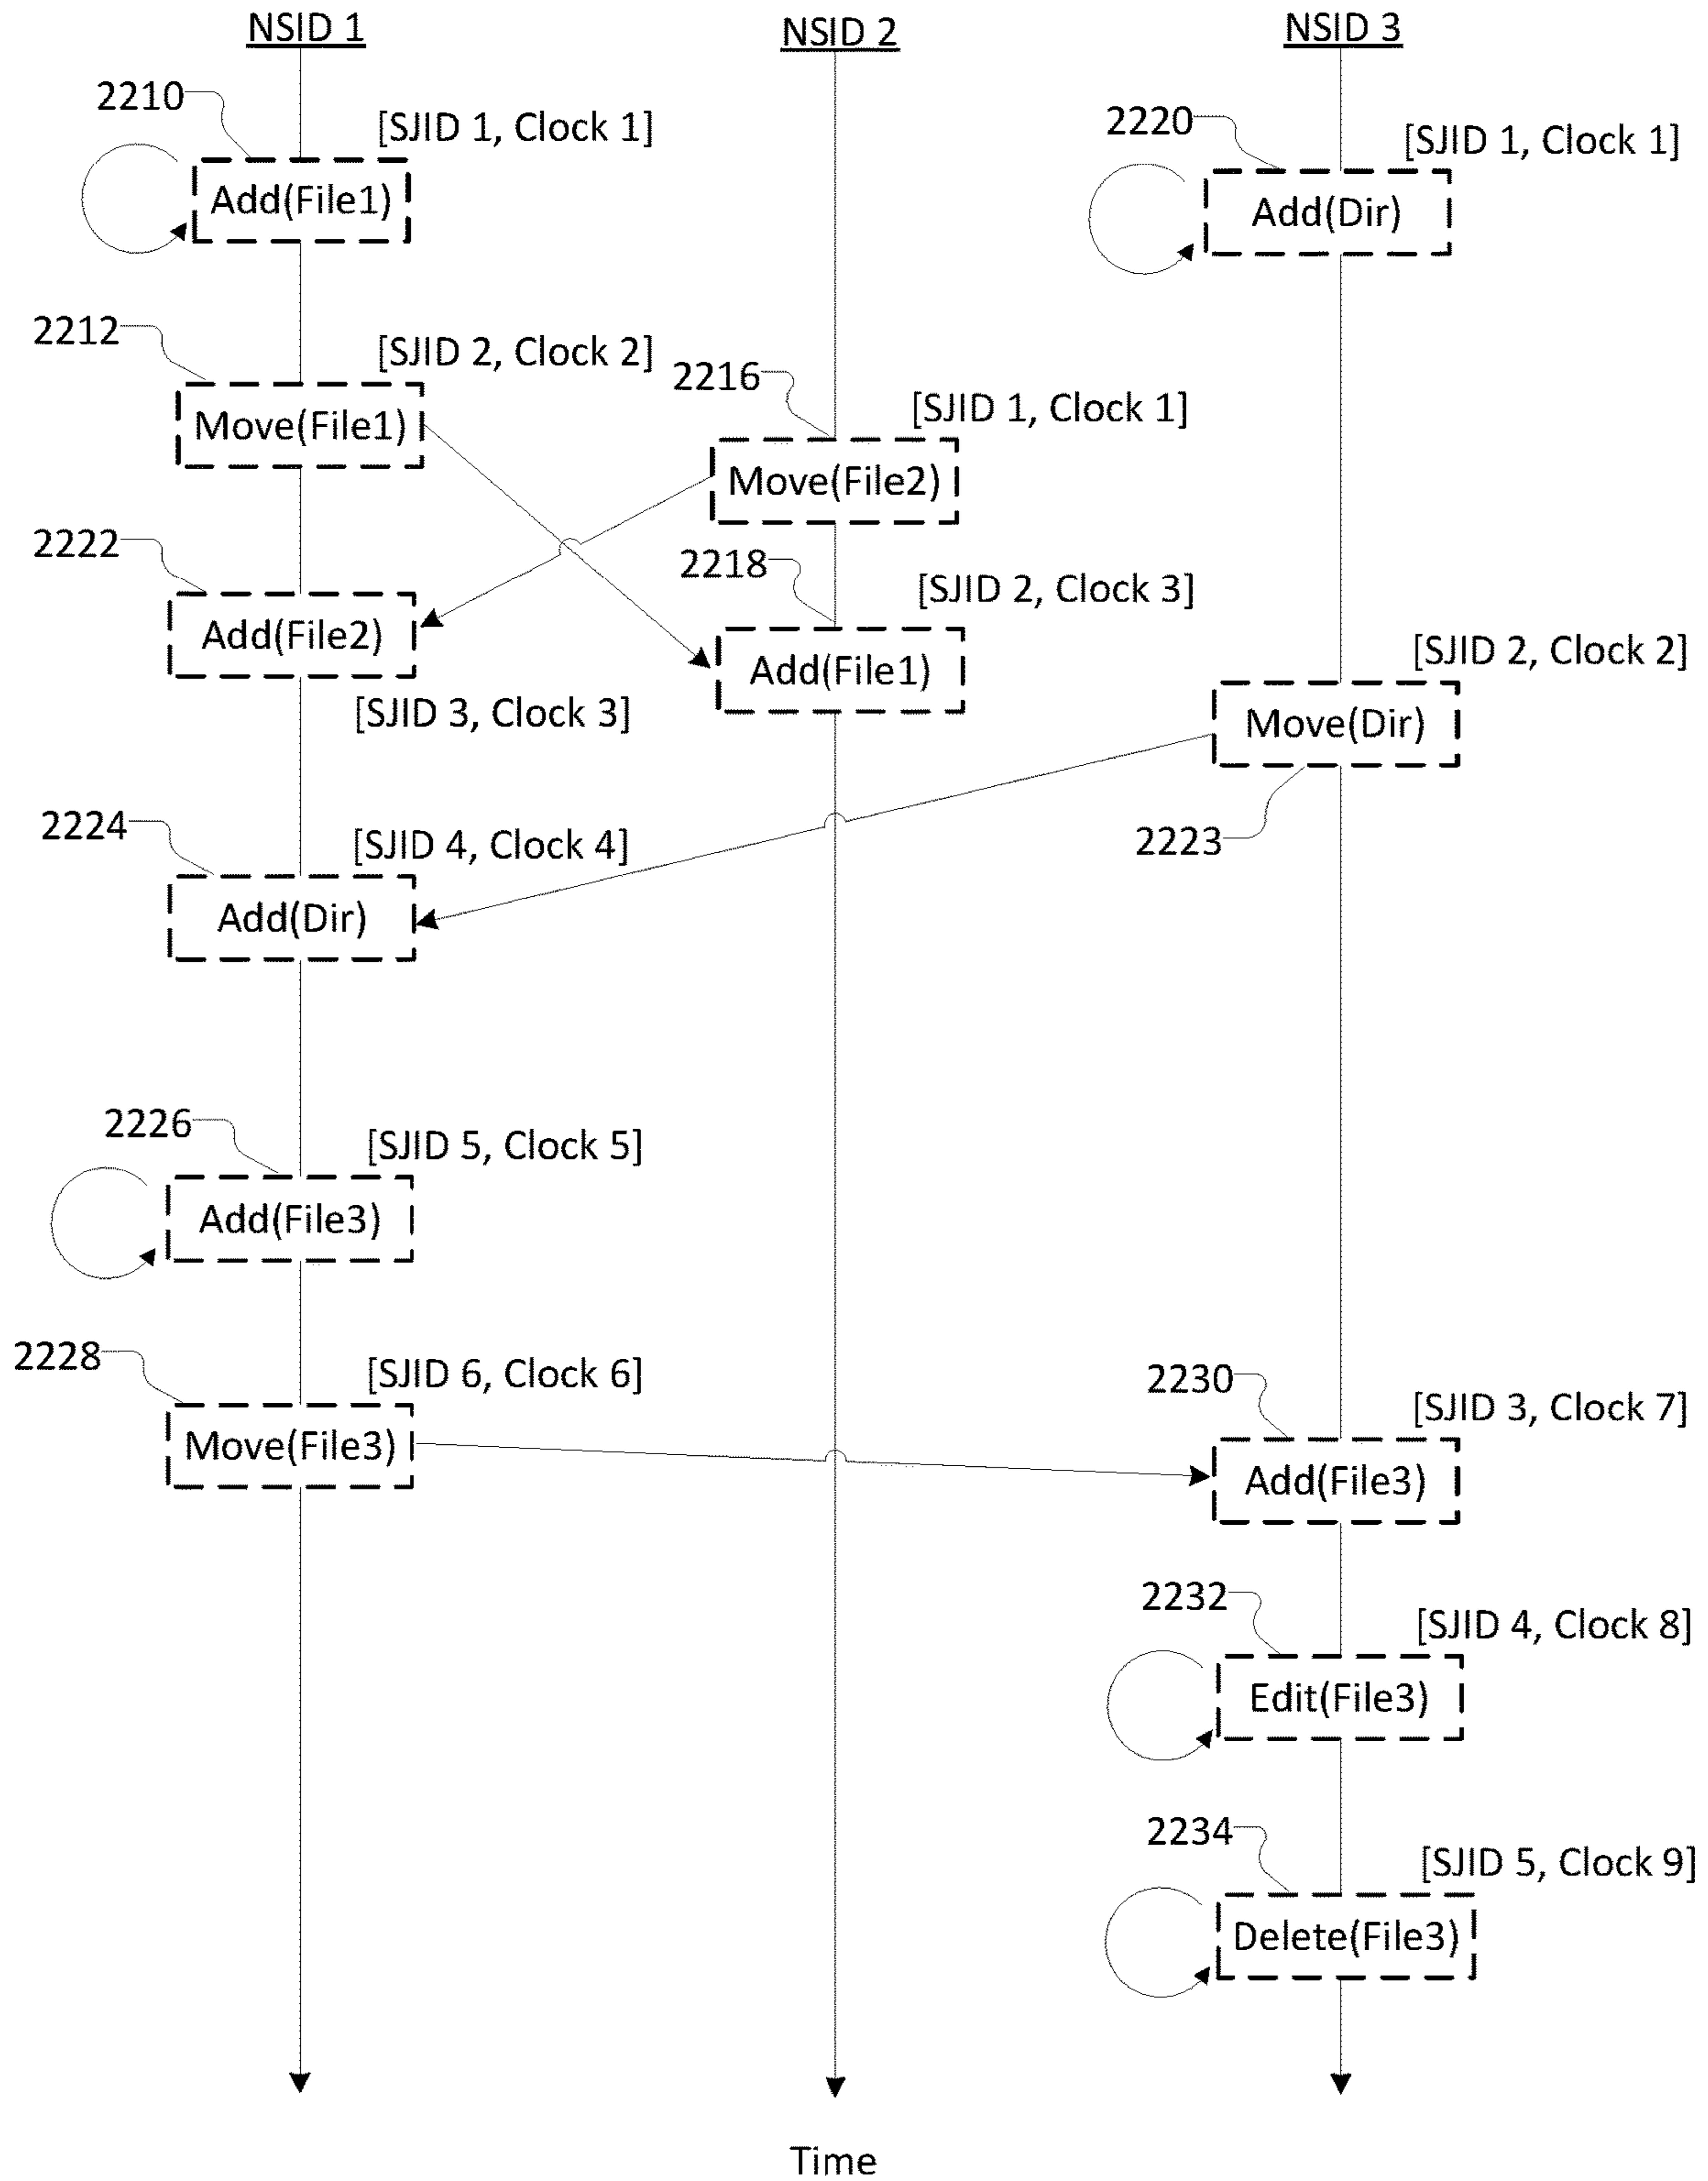 NSID 1
NSID 2
NSID 3
2210
[SJID 1, Clock 1]
Add(File1)
2220
[SJID 1, Clock 1]
Add(Dir)
2212
[SJID 2, Clock 2]
Move(File1)
2216
[SJID 1, Clock 1]
Move(File2)
2222
Add(File2)
[SJID 3, Clock 3]
2218
[SJID 2, Clock 3]
Add(File1)
[SJID 2, Clock 2]
Move(Dir)
2223
2224
[SJID 4, Clock 4]
Add(Dir)
2226
[SJID 5, Clock 5]
Add(File3)
2228
[SJID 6, Clock 6]
Move(File3)
2230
[SJID 3, Clock 7]
Add(File3)
2232
[SJID 4, Clock 8]
Edit(File3)
2234
[SJID 5, Clock 9]
Delete(File3)
Time